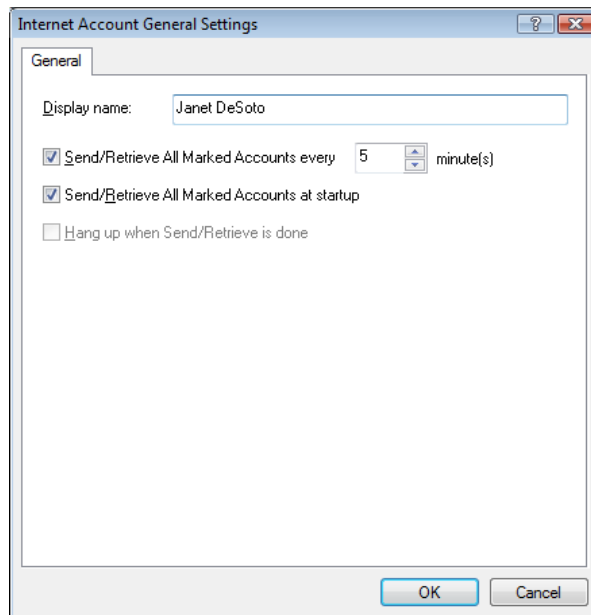 Internet Account General Settings
General
Display name: Janet DeSoto
Send/Retrieve All Marked Accounts every 5 minute(s)
Send/Retrieve All Marked Accounts at startup
Hang up when Send/Retrieve is done
OK Cancel